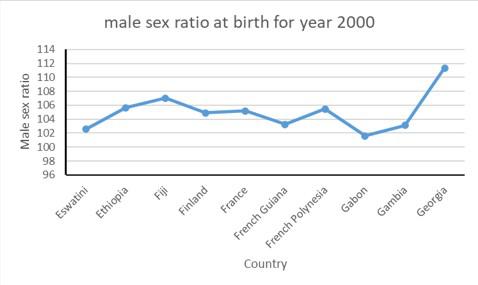 male sex ratio at birth for year 2000
Male sex ratio
114
112
110
108
106
104
102
100
98
96
Eswatini
Ethiopia
Fiji
Finland
France
French Guiana
French Polynesia
Gabon
Gambia
Georgia
Country